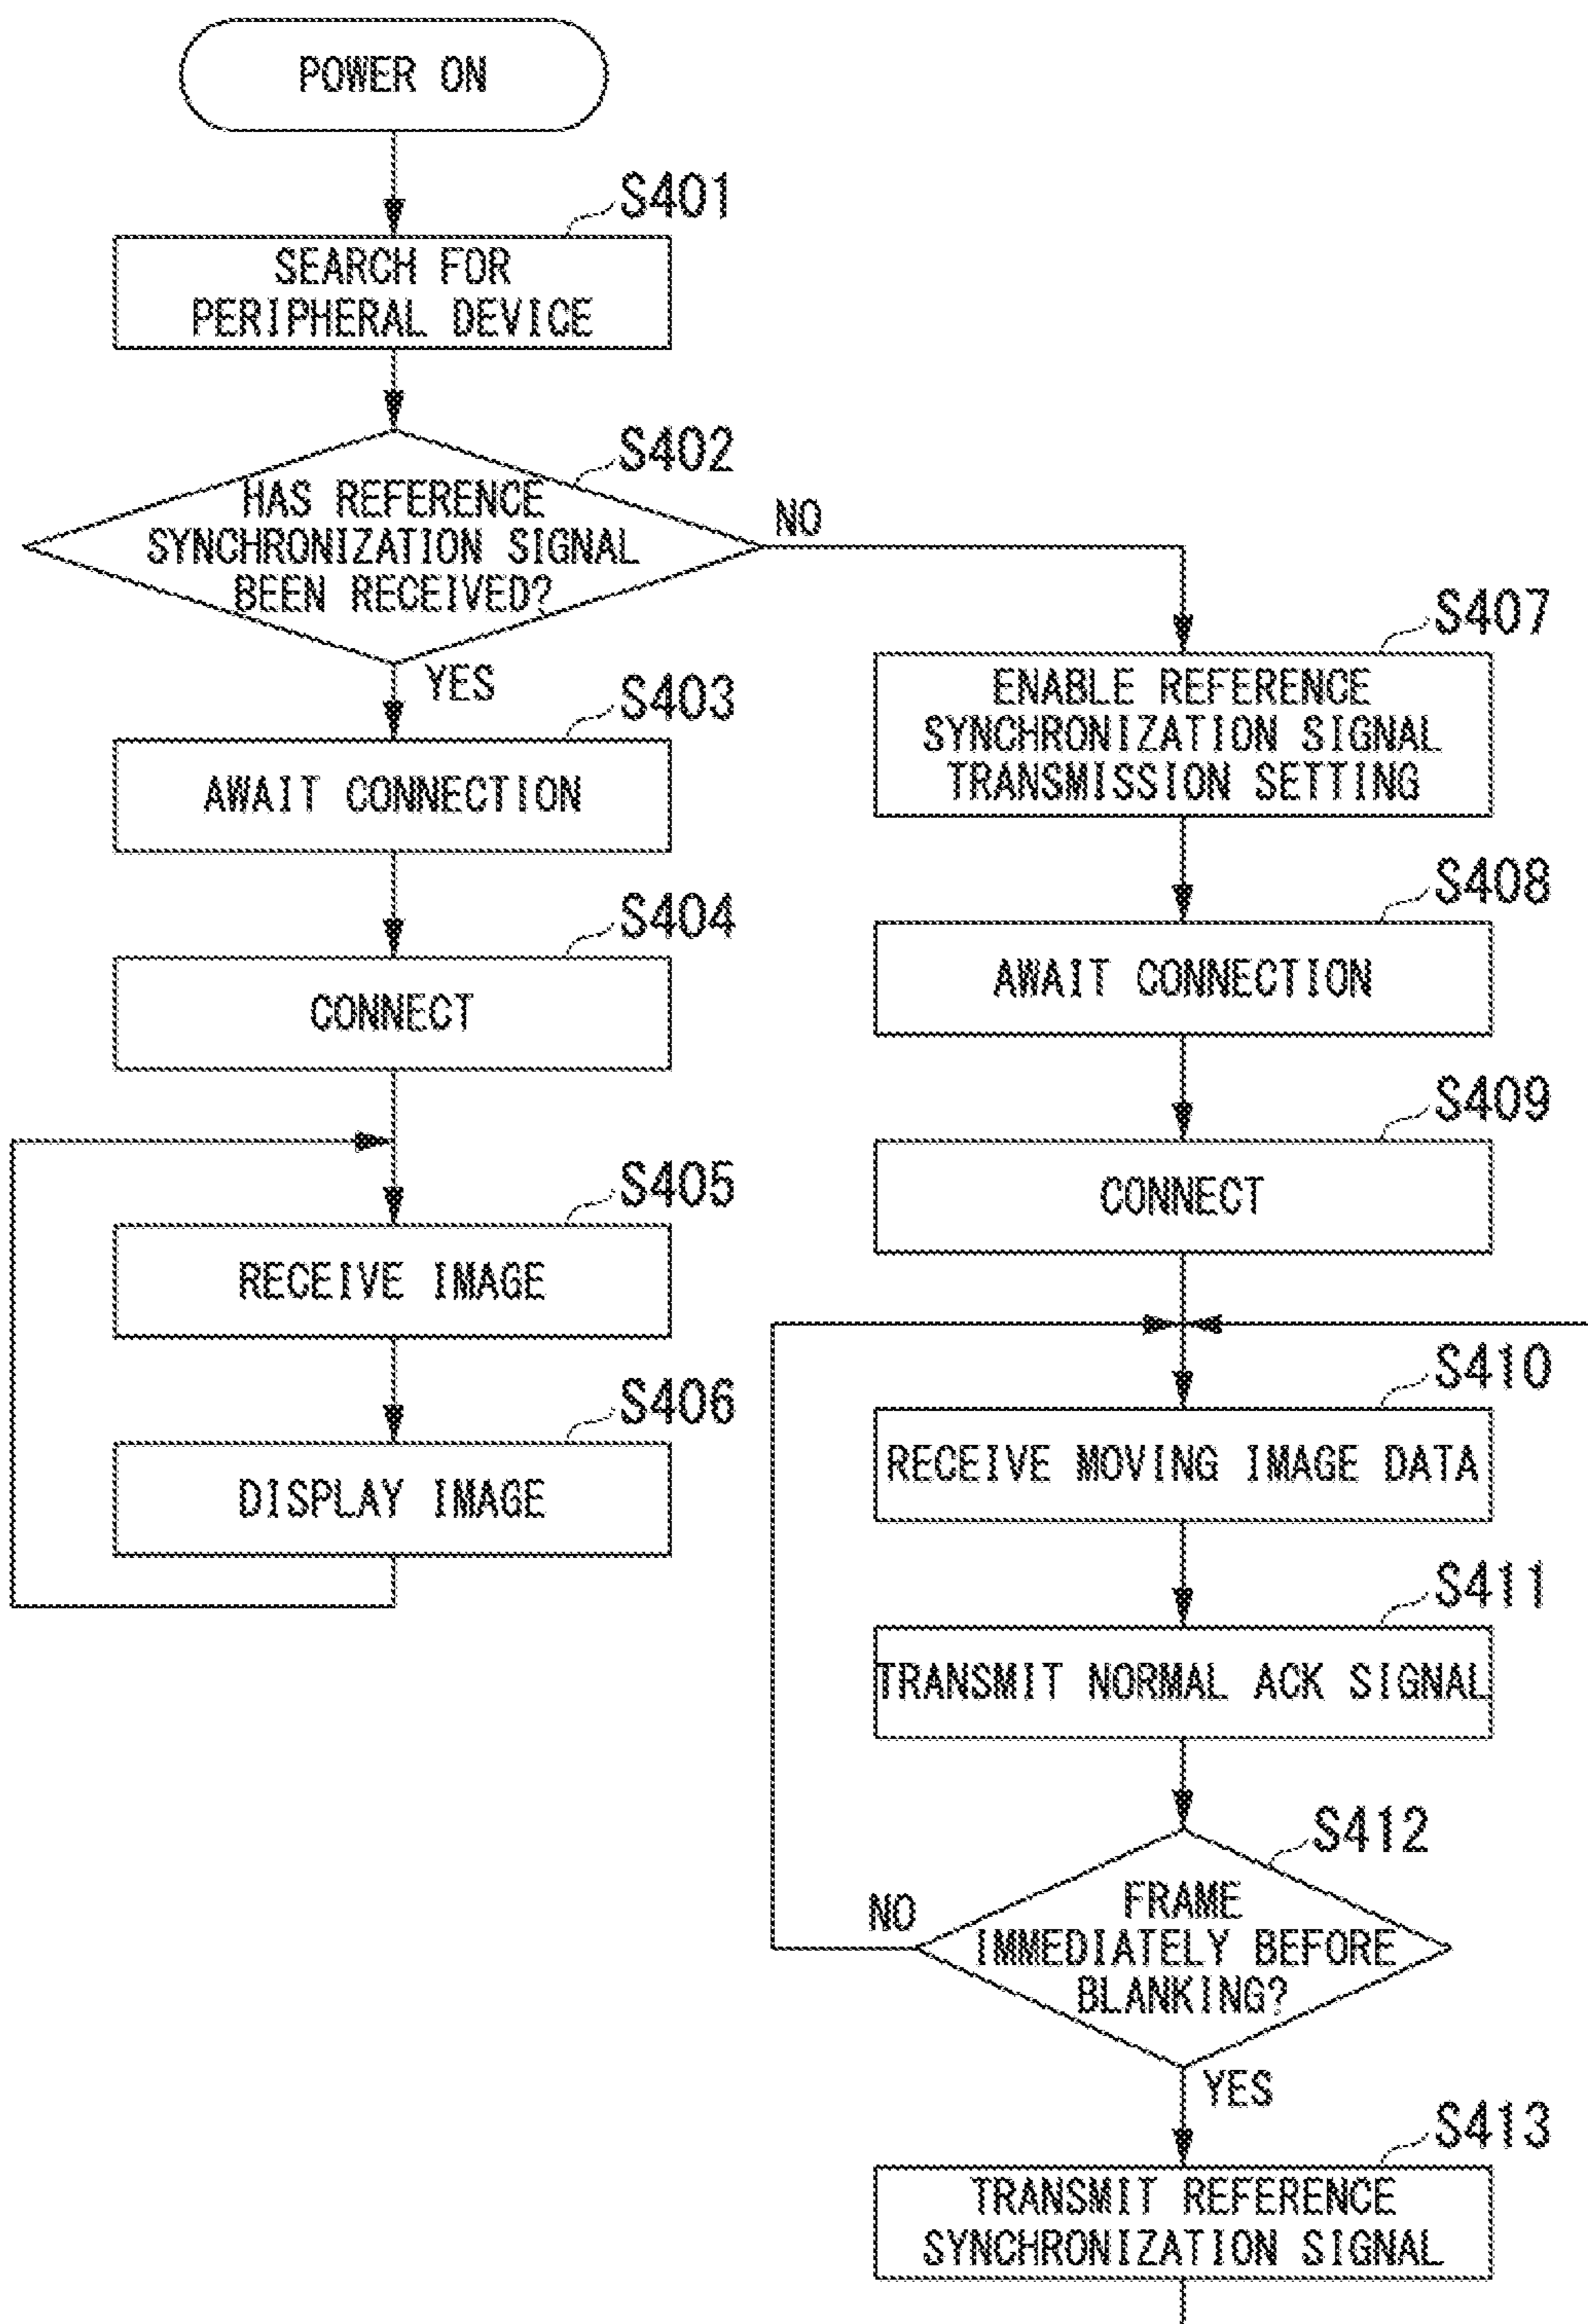 POWER ON
S401
SEARCH FOR
PERIPHERAL DEVICE
S402
HAS REFERENCE
SYNCHRONIZATION SIGNAL
BEEN RECEIVED?
NO
YES
S403
AWAIT CONNECTION
S404
CONNECT
S405
RECEIVE IMAGE
S406
DISPLAY IMAGE
S407
ENABLE REFERENCE
SYNCHRONIZATION SIGNAL
TRANSMISSION SETTING
S408
AWAIT CONNECTION
S409
CONNECT
S410
RECEIVE MOVING IMAGE DATA
S411
TRANSMIT NORMAL ACK SIGNAL
S412
FRAME
IMMEDIATELY BEFORE
BLANKING?
NO
YES
S413
TRANSMIT REFERENCE
SYNCHRONIZATION SIGNAL